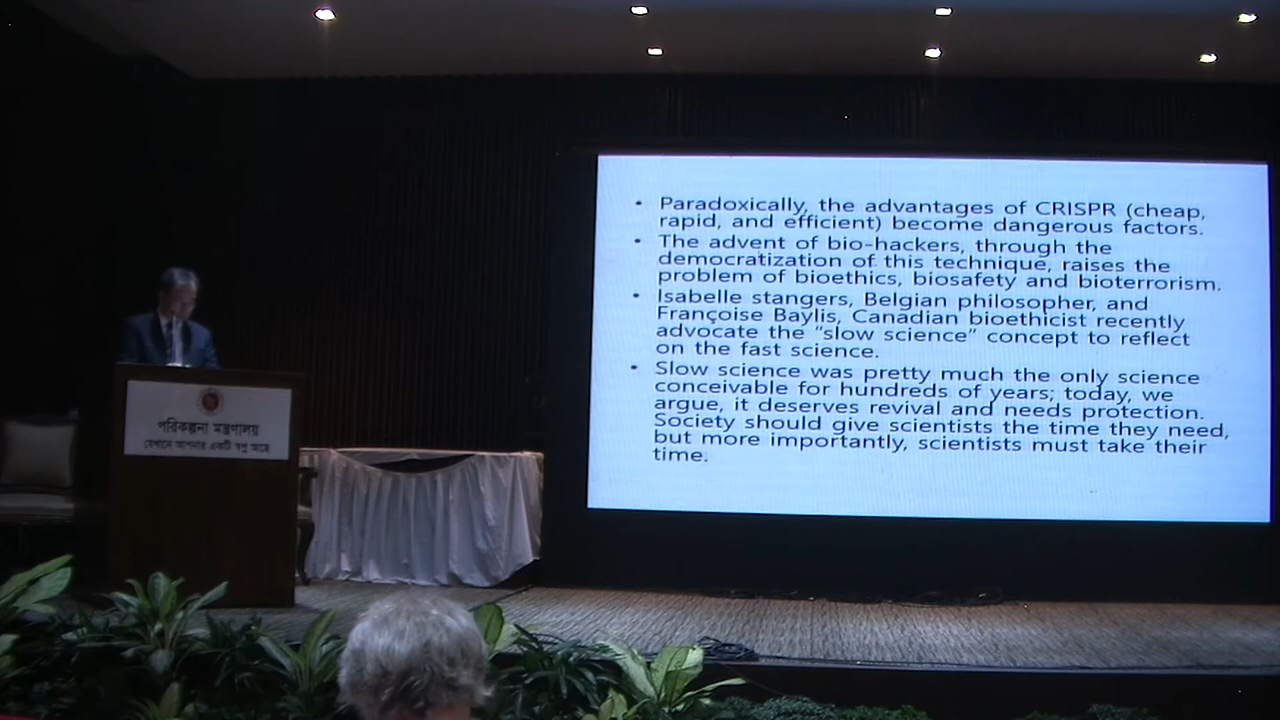 • Paradoxically, the advantages of CRISPR (cheap,
rapid, and efficient) become dangerous factors.
• The advent of bio-hackers, through the
democratization of this technique, raises the
problem of bioethics, biosafety and bioterrorism.
• Isabelle stangers, Belgian philosopher, and
Françoise Baylis, Canadian bioethicist recently
advocate the "slow science" concept to reflect
on the fast science.
• Slow science was pretty much the only science
conceivable for hundreds of years; today, we
argue, it deserves revival and needs protection.
Society should give scientists the time they need,
but more importantly, scientists must take their
time.
পরিকল্পনা মন্ত্রণালয়
যেখানে আপনার একটি স্বপ্ন আছে